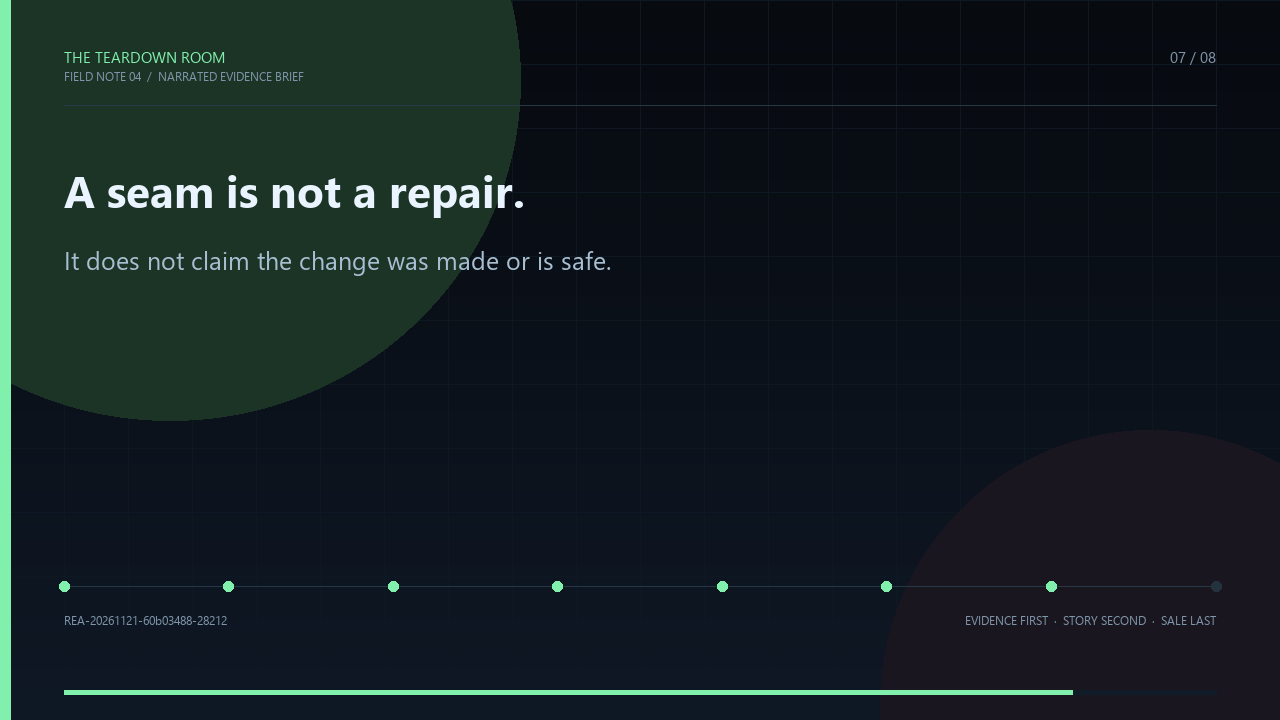 THE TEARDOWN ROOM
07 / 08
FIELD NOTE 04 / NARRATED EVIDENCE BRIEF
A seam is not a repair.
It does not claim the change was made or is safe.
REA-20261121-60b03488-28212
EVIDENCE FIRST · STORY SECOND · SALE LAST